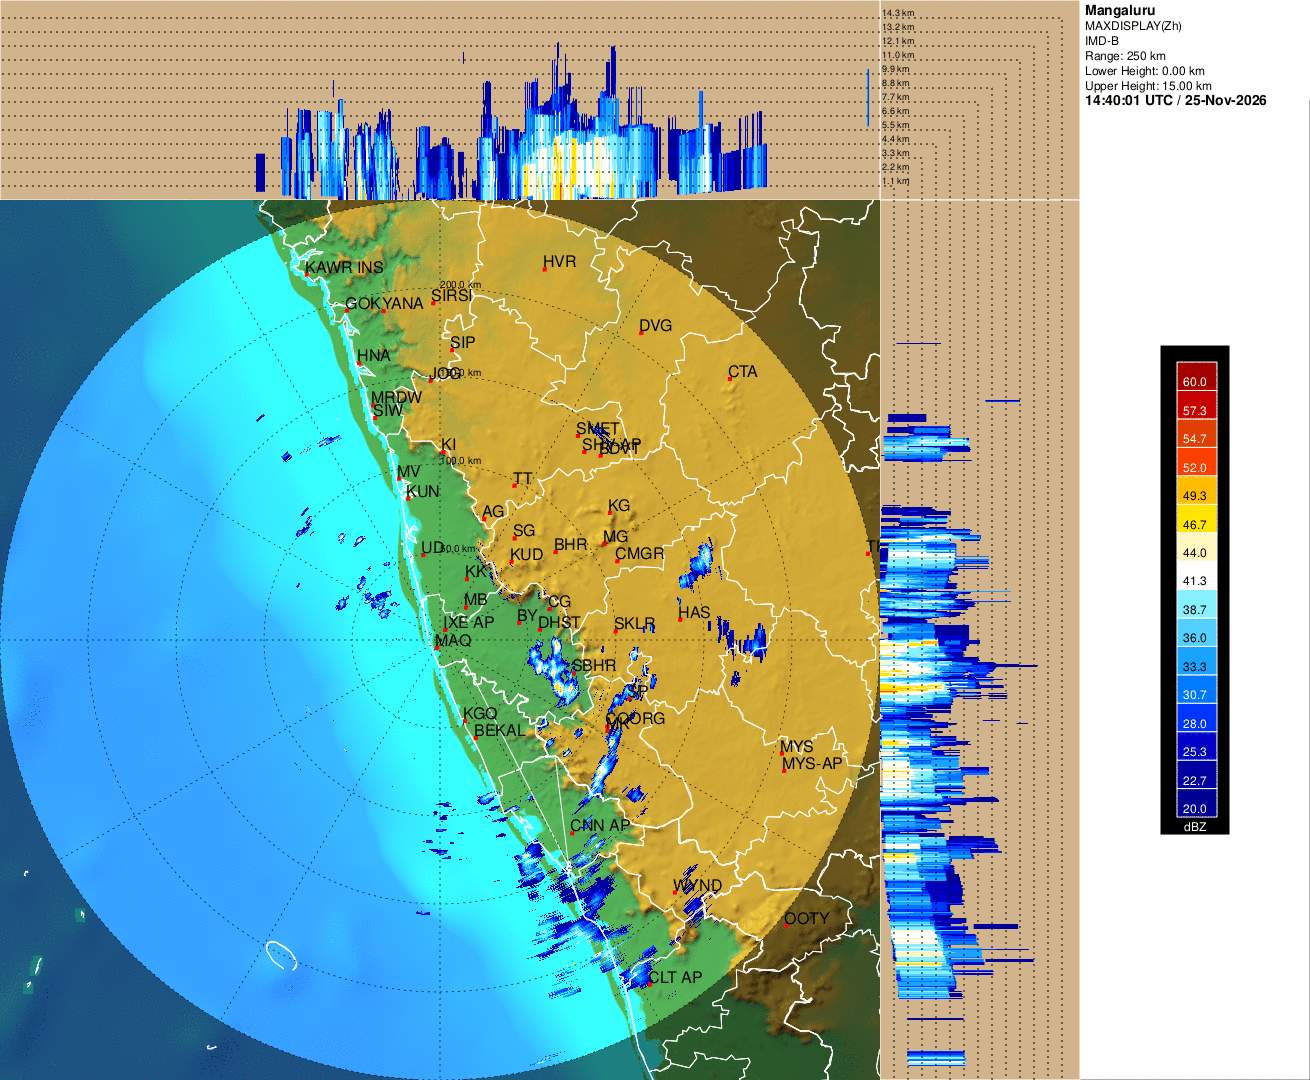 Mangaluru
MAXDISPLAY(Zh)
IMD-B
Range: 250 km
Lower Height: 0.00 km
Upper Height: 15.00 km
14:40:01 UTC / 25-Nov-2026
14.3 km
13.2 km
12.1 km
11.0 km
9.9 km
8.8 km
7.7 km
6.6 km
5.5 km
4.4 km
3.3 km
2.2 km
1.1 km
KAWR INS
HVR
200.0 km
GOKYANA
SIRSI
DVG
SIP
HNA
JOG
CTA
MRDW
SIW
SMET
KI
BDVT
100.0 km
MV
TT
KUN
KG
AG
SG
MG
UD
50.0 km
KUD
BHR
CMGR
KK
MB
CG
HAS
IXE AP
BY
DHST
SKLR
MAQ
SBHR
SP
KGQ
COORG
BEKAL
MYS
MYS-AP
CNN AP
WYND
OOTY
CLT AP
60.0
57.3
54.7
52.0
49.3
46.7
44.0
41.3
38.7
36.0
33.3
30.7
28.0
25.3
22.7
20.0
dBZ